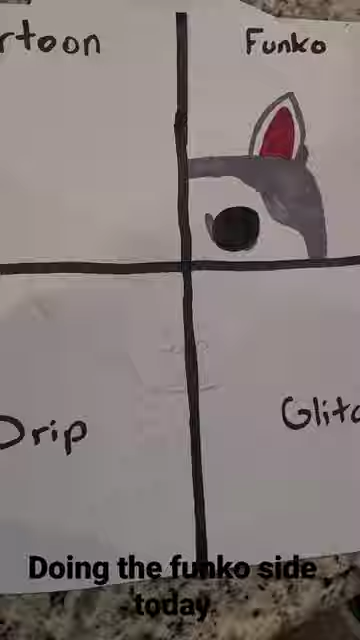 rtoon
Funko
Drip
Glitc
Doing the funko side
today